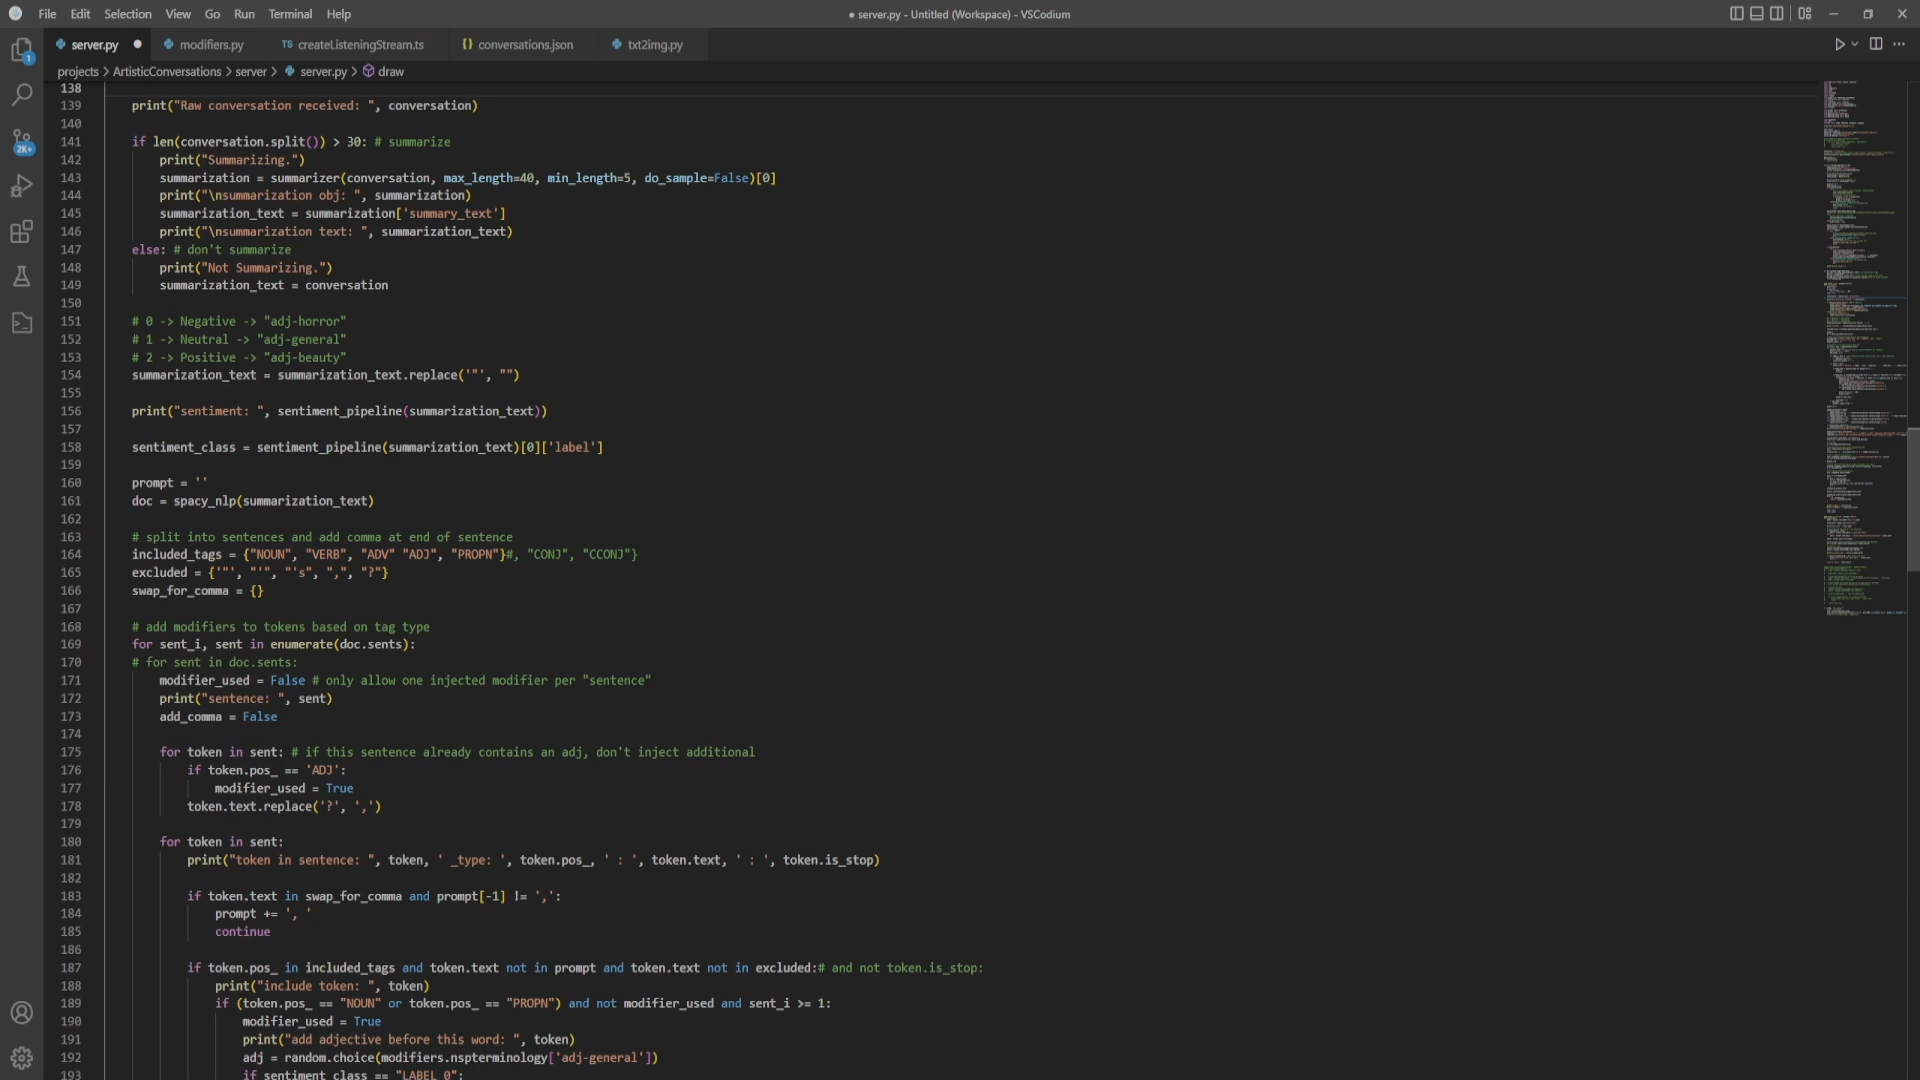 File Edit Selection View Go Run Terminal Help
● server.py - Untitled (Workspace) - VSCodium
server.py ● modifiers.py TS createListeningStream.ts {} conversations.json txt2img.py
projects > ArtisticConversations > server > server.py > draw
1
2K+
138
139 print("Raw conversation received: ", conversation)
140
141 if len(conversation.split()) > 30: # summarize
142 print("Summarizing.")
143 summarization = summarizer(conversation, max_length=40, min_length=5, do_sample=False)[0]
144 print("\nsummarization obj: ", summarization)
145 summarization_text = summarization['summary_text']
146 print("\nsummarization text: ", summarization_text)
147 else: # don't summarize
148 print("Not Summarizing.")
149 summarization_text = conversation
150
151 # 0 -> Negative -> "adj-horror"
152 # 1 -> Neutral -> "adj-general"
153 # 2 -> Positive -> "adj-beauty"
154 summarization_text = summarization_text.replace('"', "")
155
156 print("sentiment: ", sentiment_pipeline(summarization_text))
157
158 sentiment_class = sentiment_pipeline(summarization_text)[0]['label']
159
160 prompt = ''
161 doc = spacy_nlp(summarization_text)
162
163 # split into sentences and add comma at end of sentence
164 included_tags = {"NOUN", "VERB", "ADV" "ADJ", "PROPN"}#, "CONJ", "CCONJ"}
165 excluded = {'"', "'", "'s", ",", "?"}
166 swap_for_comma = {}
167
168 # add modifiers to tokens based on tag type
169 for sent_i, sent in enumerate(doc.sents):
170 # for sent in doc.sents:
171 modifier_used = False # only allow one injected modifier per "sentence"
172 print("sentence: ", sent)
173 add_comma = False
174
175 for token in sent: # if this sentence already contains an adj, don't inject additional
176 if token.pos_ == 'ADJ':
177 modifier_used = True
178 token.text.replace('?', ',')
179
180 for token in sent:
181 print("token in sentence: ", token, ' _type: ', token.pos_, ' : ', token.text, ' : ', token.is_stop)
182
183 if token.text in swap_for_comma and prompt[-1] != ',':
184 prompt += ', '
185 continue
186
187 if token.pos_ in included_tags and token.text not in prompt and token.text not in excluded:# and not token.is_stop:
188 print("include token: ", token)
189 if (token.pos_ == "NOUN" or token.pos_ == "PROPN") and not modifier_used and sent_i >= 1:
190 modifier_used = True
191 print("add adjective before this word: ", token)
192 adj = random.choice(modifiers.nspterminology['adj-general'])
193 if sentiment_class == "LABEL_0":